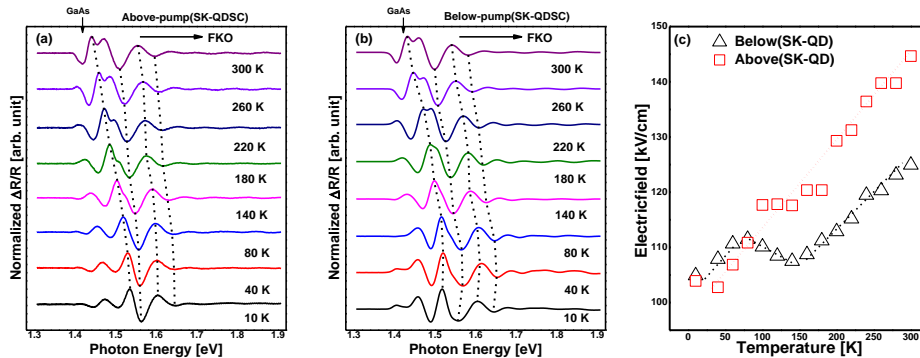 GaAs
Above-pump(SK-QDSC)
(a)
FKO
300 K
260 K
220 K
180 K
140 K
80 K
40 K
10 K
Normalized ΔR/R [arb. unit]
1.3 1.4 1.5 1.6 1.7 1.8 1.9
Photon Energy [eV]
GaAs
Below-pump(SK-QDSC)
(b)
FKO
300 K
260 K
220 K
180 K
140 K
80 K
40 K
10 K
Normalized ΔR/R [arb. unit]
1.3 1.4 1.5 1.6 1.7 1.8 1.9
Photon Energy [eV]
(c)
Below(SK-QD)
Above(SK-QD)
150
140
130
120
110
100
Electricfield [kV/cm]
0 50 100 150 200 250 300
Temperature [K]